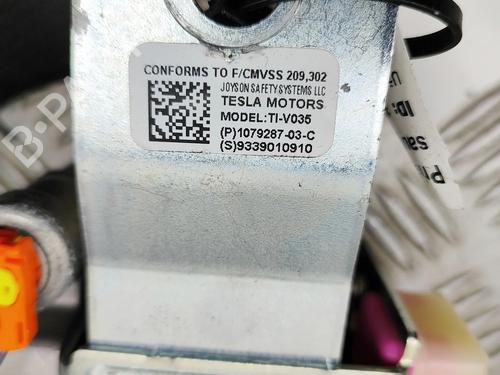 CONFORMS TO F/CMVSS 209,302
JOYSON SAFETY SYSTEMS LLC
TESLA MOTORS
MODEL:TI-V035
(P)1079287-03-C
(S)9339010910